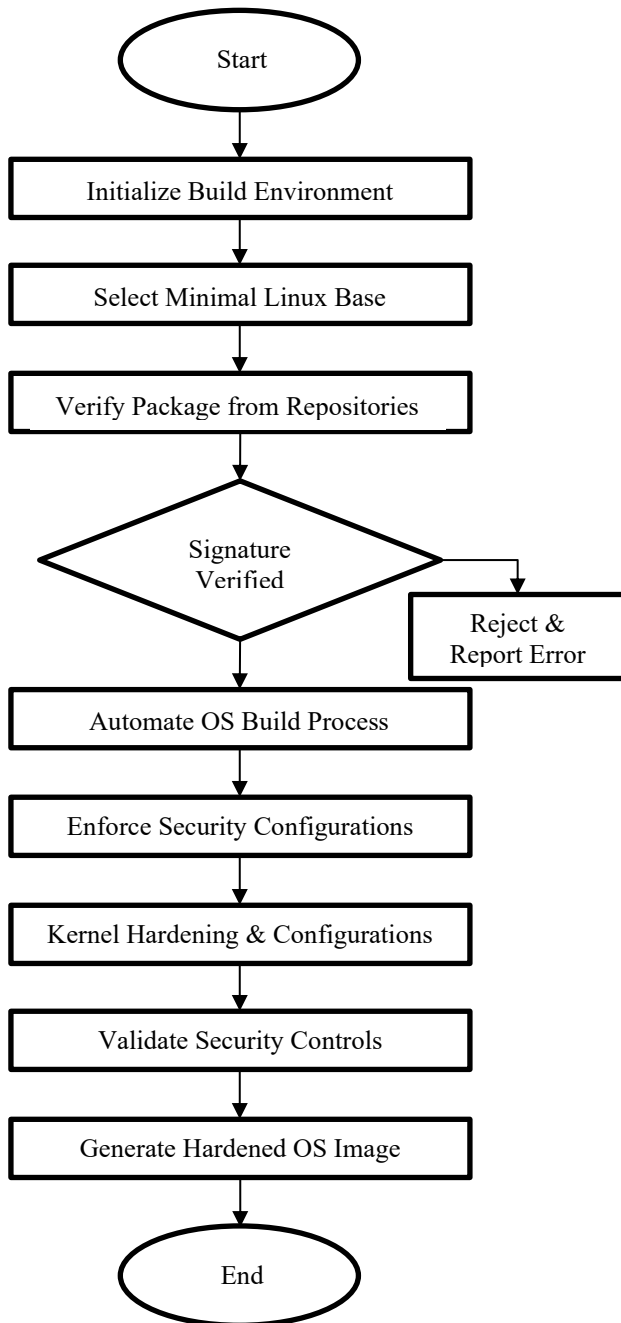 Start
Initialize Build Environment
Select Minimal Linux Base
Verify Package from Repositories
Signature
Verified
Reject &
Report Error
Automate OS Build Process
Enforce Security Configurations
Kernel Hardening & Configurations
Validate Security Controls
Generate Hardened OS Image
End